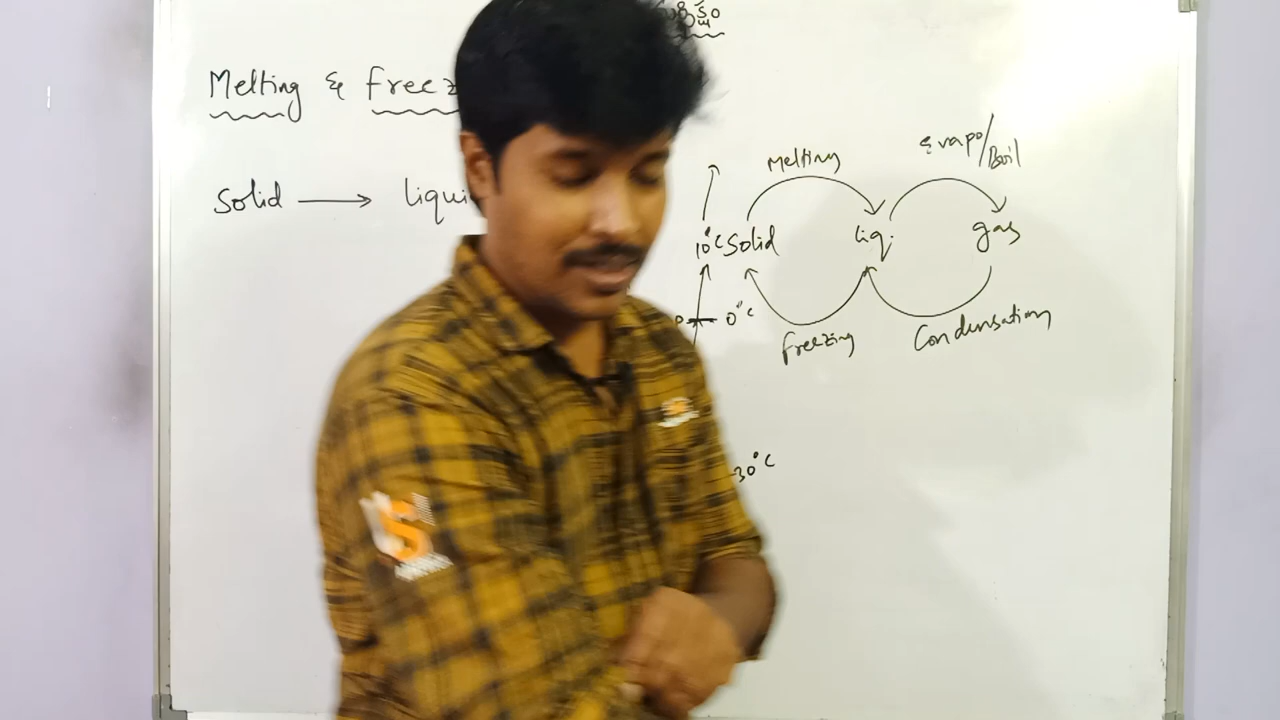 Melting & freez
Solid → liqui
Melting
Evapo/Boil
10°C Solid
liq.
gas
0°C
freezing
Condensation
30°C
S